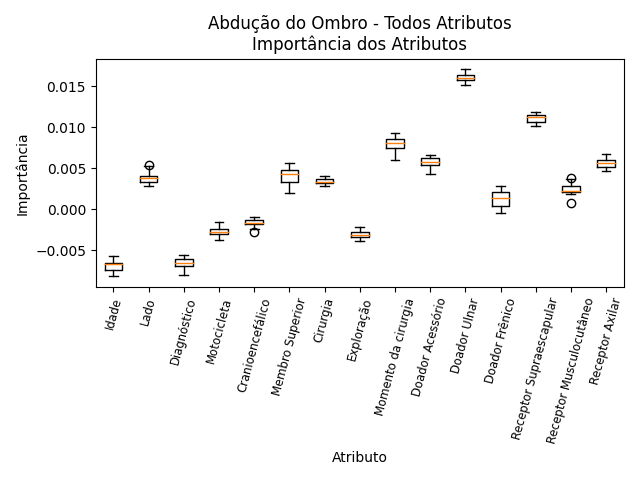 Abdução do Ombro - Todos Atributos
Importância dos Atributos
Importância
0.015
0.010
0.005
0.000
−0.005
Idade
Lado
Diagnóstico
Motocicleta
Cranioencefálico
Membro Superior
Cirurgia
Exploração
Momento da cirurgia
Doador Acessório
Doador Ulnar
Doador Frênico
Receptor Supraescapular
Receptor Musculocutâneo
Receptor Axilar
Atributo